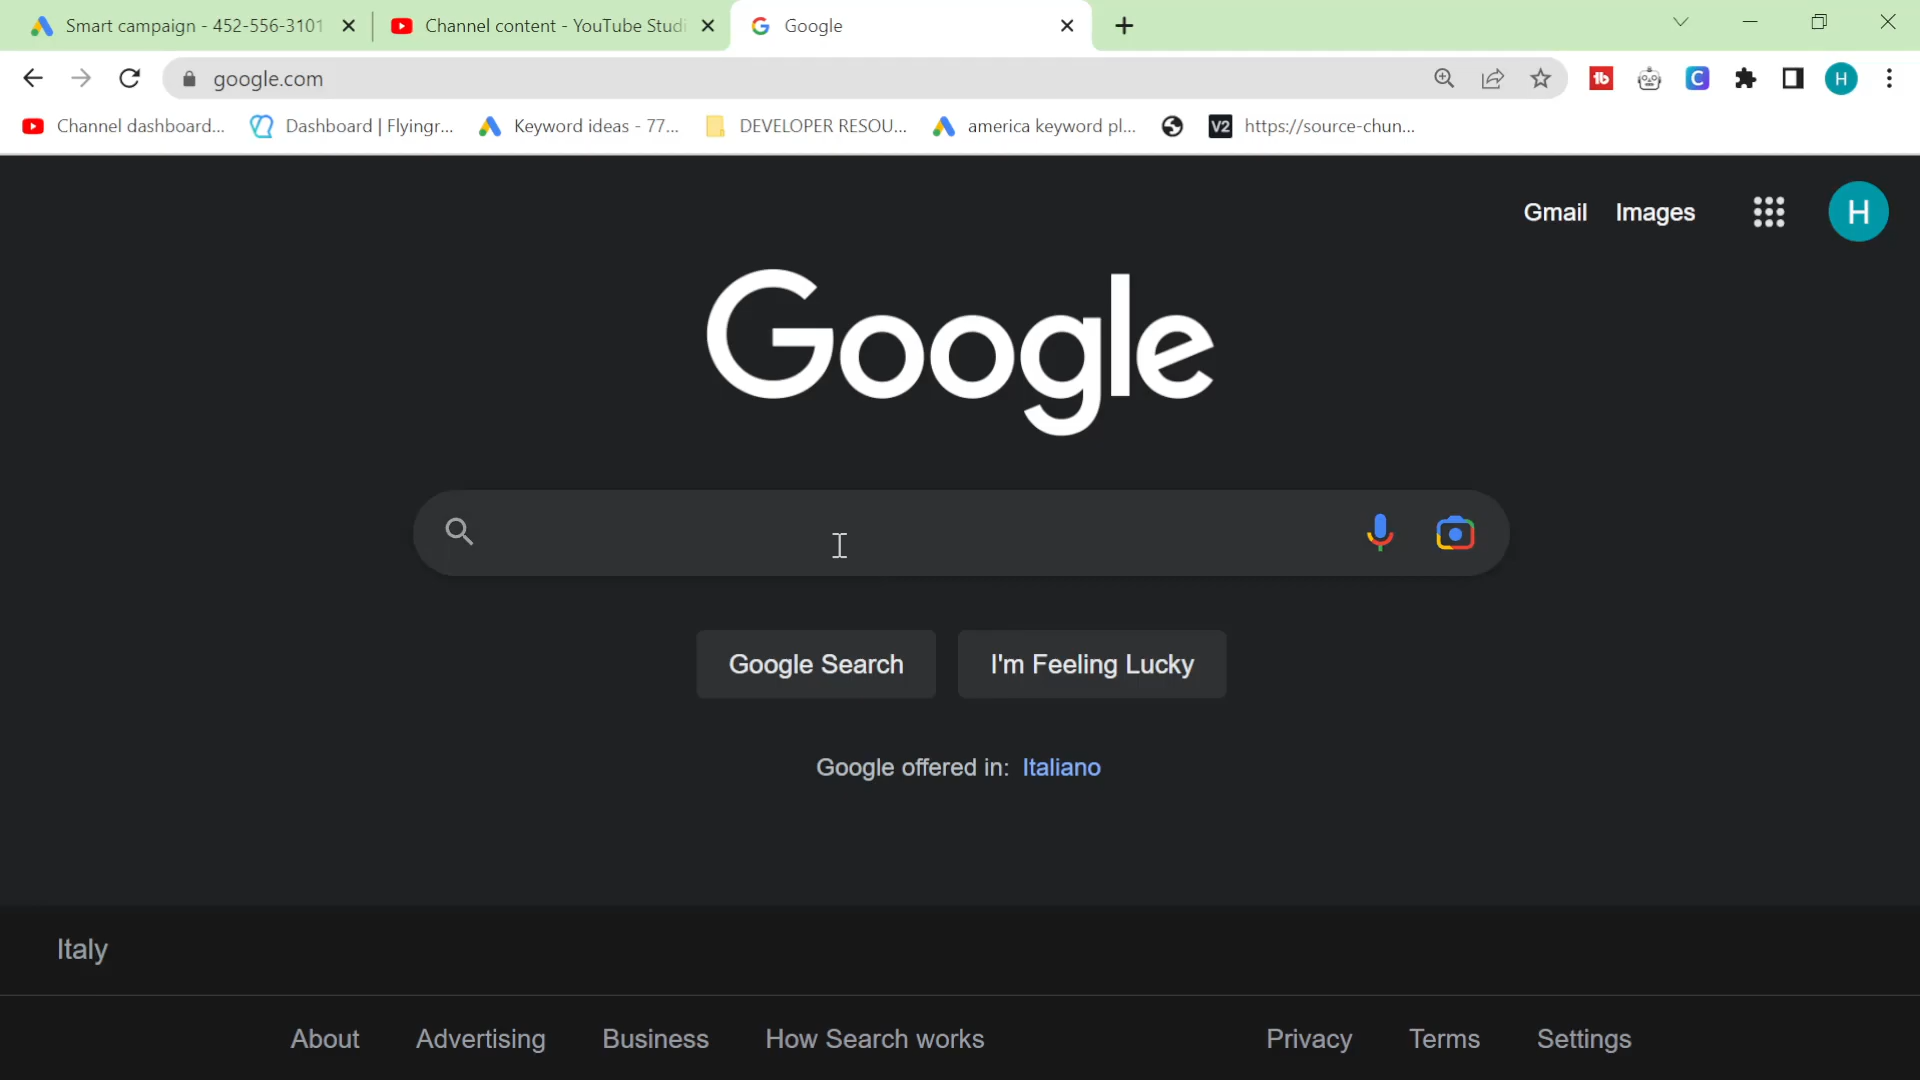 Smart campaign - 452-556-3101
Channel content - YouTube Studi
Google
google.com
H
Channel dashboard...
Dashboard | Flyingr...
Keyword ideas - 77...
DEVELOPER RESOU...
america keyword pl...
V2 https://source-chun...
Gmail Images
H
Google
Google Search
I'm Feeling Lucky
Google offered in: Italiano
Italy
About Advertising Business How Search works Privacy Terms Settings